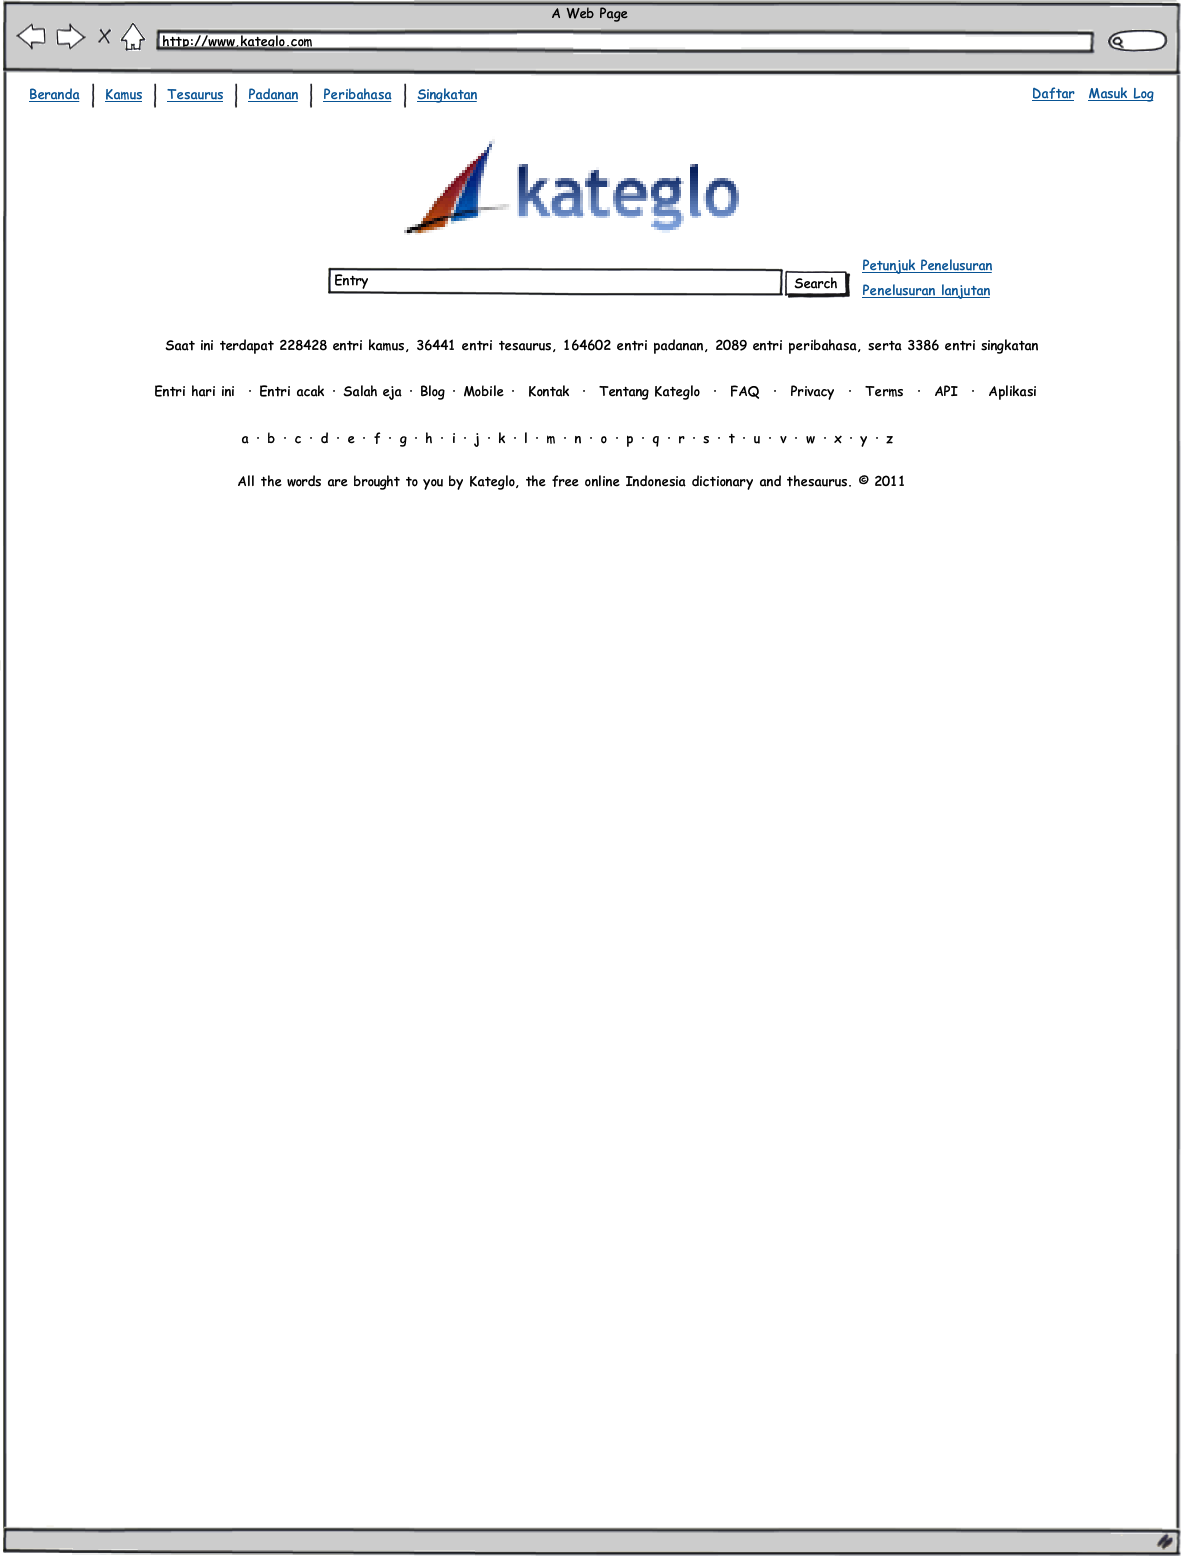 A Web Page
http://www.kateglo.com
Beranda | Kamus | Tesaurus | Padanan | Peribahasa | Singkatan Daftar Masuk Log
kateglo
Entry Search
Petunjuk Penelusuran
Penelusuran lanjutan
Saat ini terdapat 228428 entri kamus, 36441 entri tesaurus, 164602 entri padanan, 2089 entri peribahasa, serta 3386 entri singkatan
Entri hari ini · Entri acak · Salah eja · Blog · Mobile · Kontak · Tentang Kateglo · FAQ · Privacy · Terms · API · Aplikasi
a · b · c · d · e · f · g · h · i · j · k · l · m · n · o · p · q · r · s · t · u · v · w · x · y · z
All the words are brought to you by Kateglo, the free online Indonesia dictionary and thesaurus. © 2011